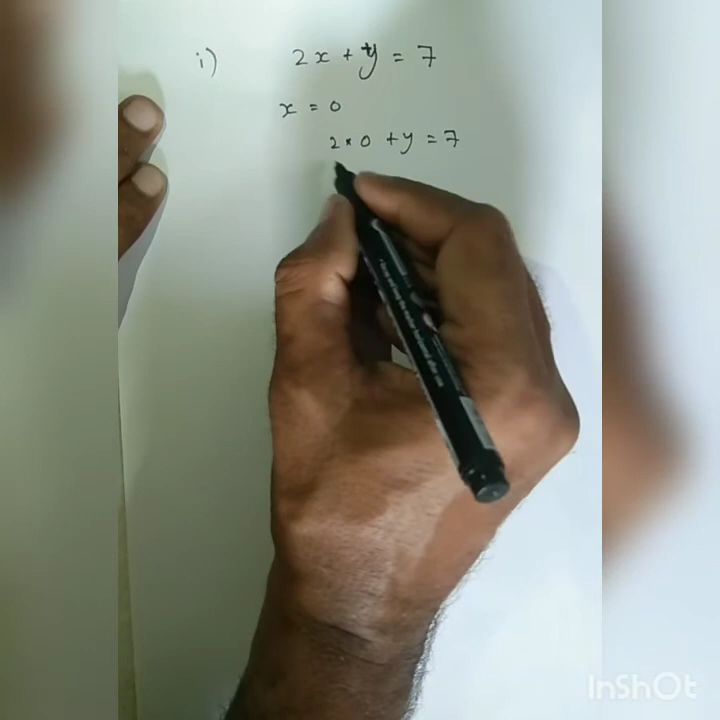 i) 2x + y = 7
x = 0
2 × 0 + y = 7
InShOt